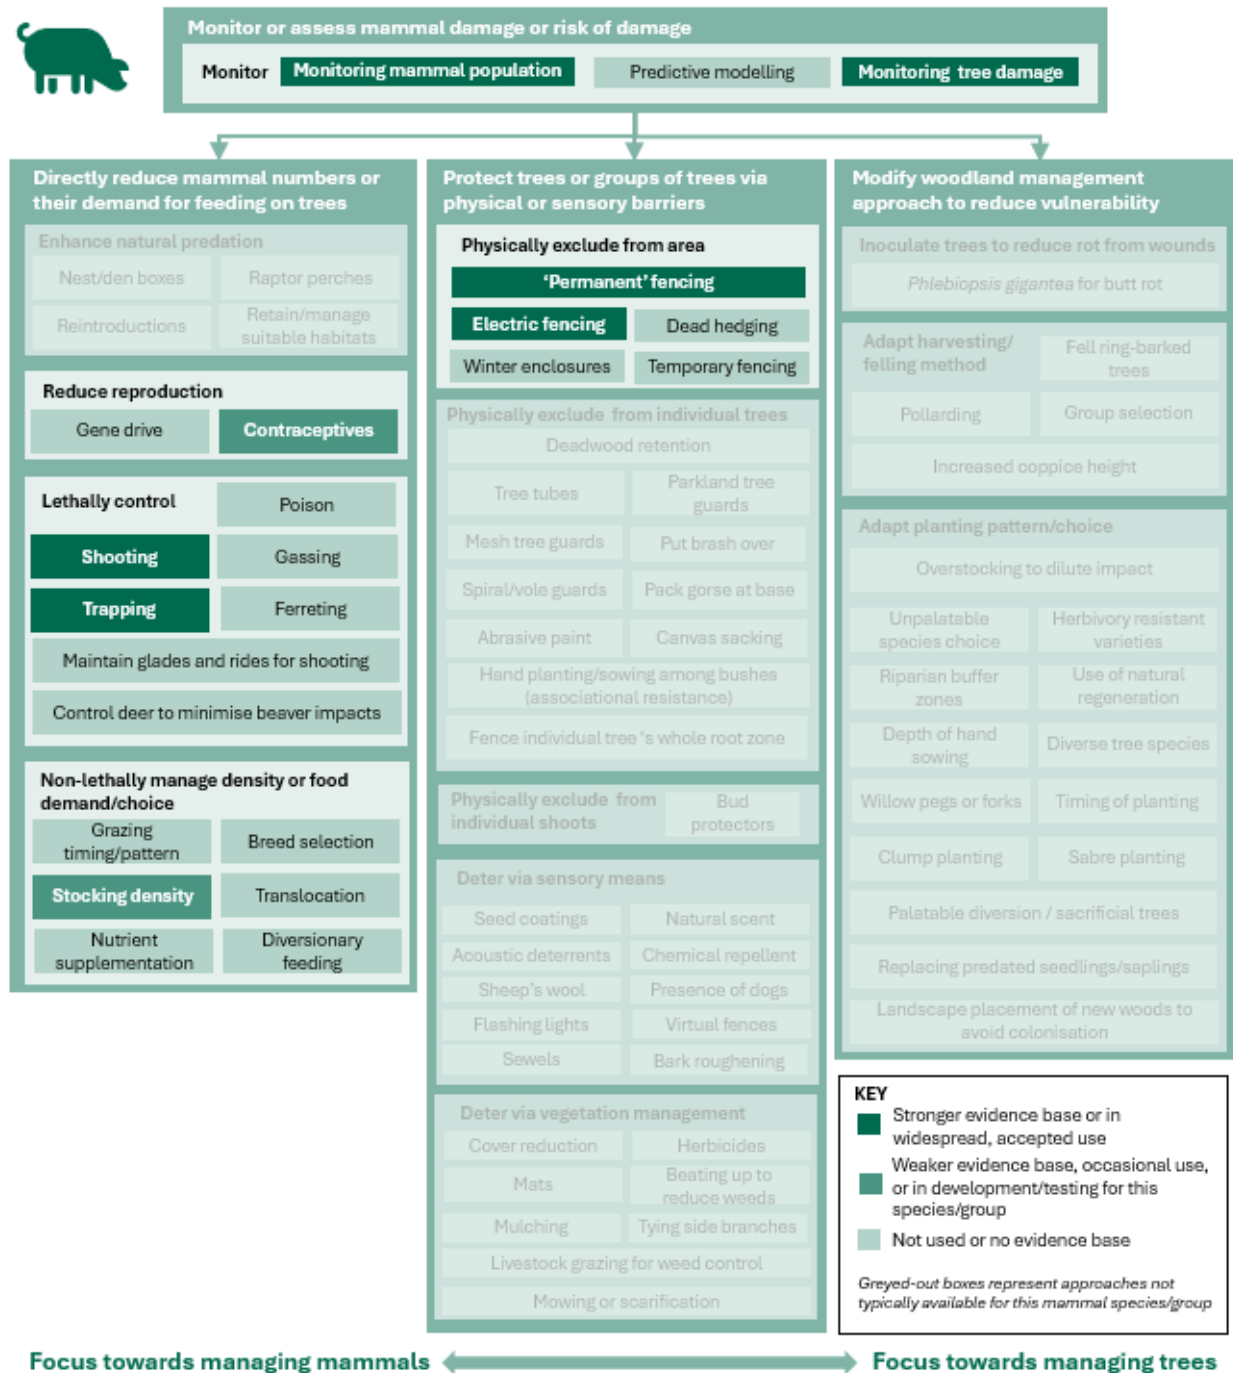 Monitor or assess mammal damage or risk of damage
Monitor
Monitoring mammal population
Predictive modelling
Monitoring tree damage
Directly reduce mammal numbers or
their demand for feeding on trees
Enhance natural predation
Nest/den boxes
Raptor perches
Reintroductions
Retain/manage
suitable habitats
Reduce reproduction
Gene drive
Contraceptives
Lethally control
Poison
Shooting
Gassing
Trapping
Ferreting
Maintain glades and rides for shooting
Control deer to minimise beaver impacts
Non-lethally manage density or food
demand/choice
Grazing
timing/pattern
Breed selection
Stocking density
Translocation
Nutrient
supplementation
Diversionary
feeding
Protect trees or groups of trees via
physical or sensory barriers
Physically exclude from area
‘Permanent’ fencing
Electric fencing
Dead hedging
Winter enclosures
Temporary fencing
Physically exclude from individual trees
Deadwood retention
Tree tubes
Parkland tree
guards
Mesh tree guards
Put brash over
Spiral/vole guards
Pack gorse at base
Abrasive paint
Canvas sacking
Hand planting/sowing among bushes
(associational resistance)
Fence individual tree’s whole root zone
Physically exclude from
individual shoots
Bud
protectors
Deter via sensory means
Seed coatings
Natural scent
Acoustic deterrents
Chemical repellent
Sheep’s wool
Presence of dogs
Flashing lights
Virtual fences
Sewels
Bark roughening
Deter via vegetation management
Cover reduction
Herbicides
Mats
Beating up to
reduce weeds
Mulching
Tying side branches
Livestock grazing for weed control
Mowing or scarification
Modify woodland management
approach to reduce vulnerability
Inoculate trees to reduce rot from wounds
Phlebiopsis gigantea for butt rot
Adapt harvesting/
felling method
Fell ring-barked
trees
Pollarding
Group selection
Increased coppice height
Adapt planting pattern/choice
Overstocking to dilute impact
Unpalatable
species choice
Herbivory resistant
varieties
Riparian buffer
zones
Use of natural
regeneration
Depth of hand
sowing
Diverse tree species
Willow pegs or forks
Timing of planting
Clump planting
Sabre planting
Palatable diversion / sacrificial trees
Replacing predated seedlings/saplings
Landscape placement of new woods to
avoid colonisation
KEY
Stronger evidence base or in
widespread, accepted use
Weaker evidence base, occasional use,
or in development/testing for this
species/group
Not used or no evidence base
Greyed-out boxes represent approaches not
typically available for this mammal species/group
Focus towards managing mammals
Focus towards managing trees